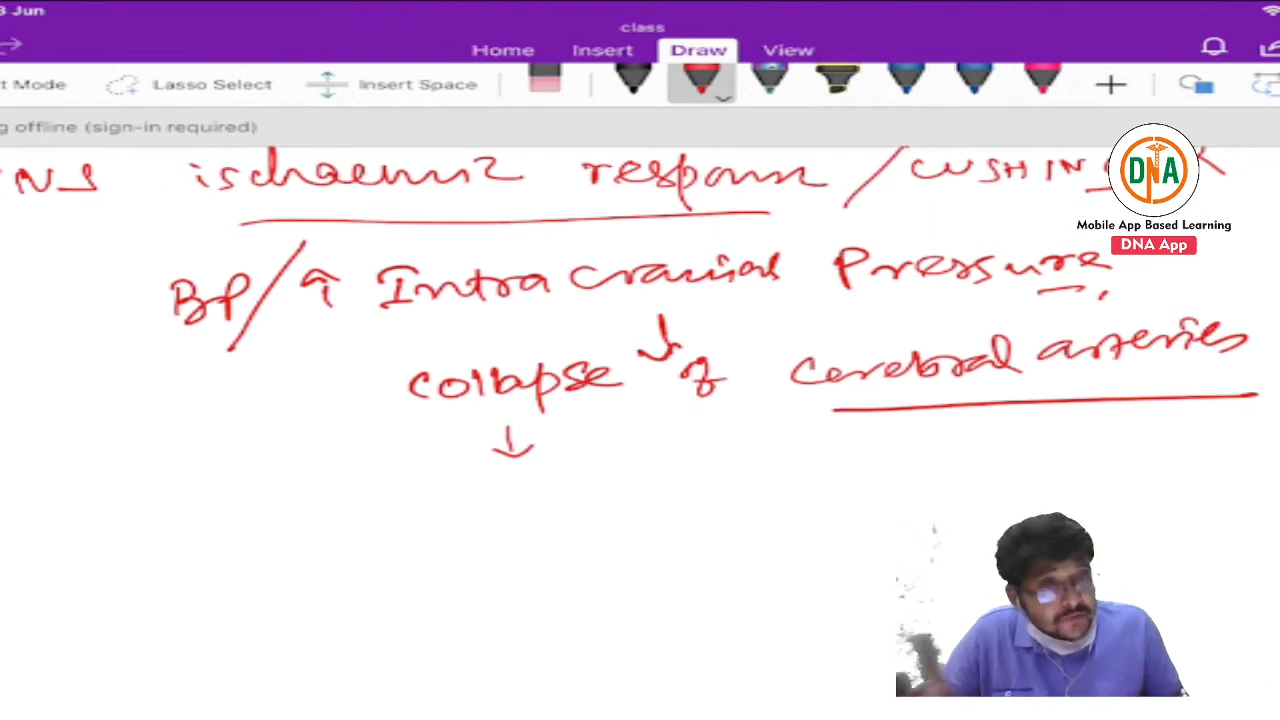 3 Jun
class
Home Insert Draw View
t Mode Lasso Select Insert Space
g offline (sign-in required)
NS ischaemic response / CUSHING
DNA
Mobile App Based Learning
DNA App
BP/↑ Intracranial Pressure
↓
collapse of cerebral arteries
↓